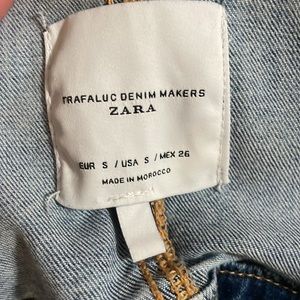 TRAFALUC DENIM MAKERS
ZARA
EUR S / USA S / MEX 26
MADE IN MOROCCO